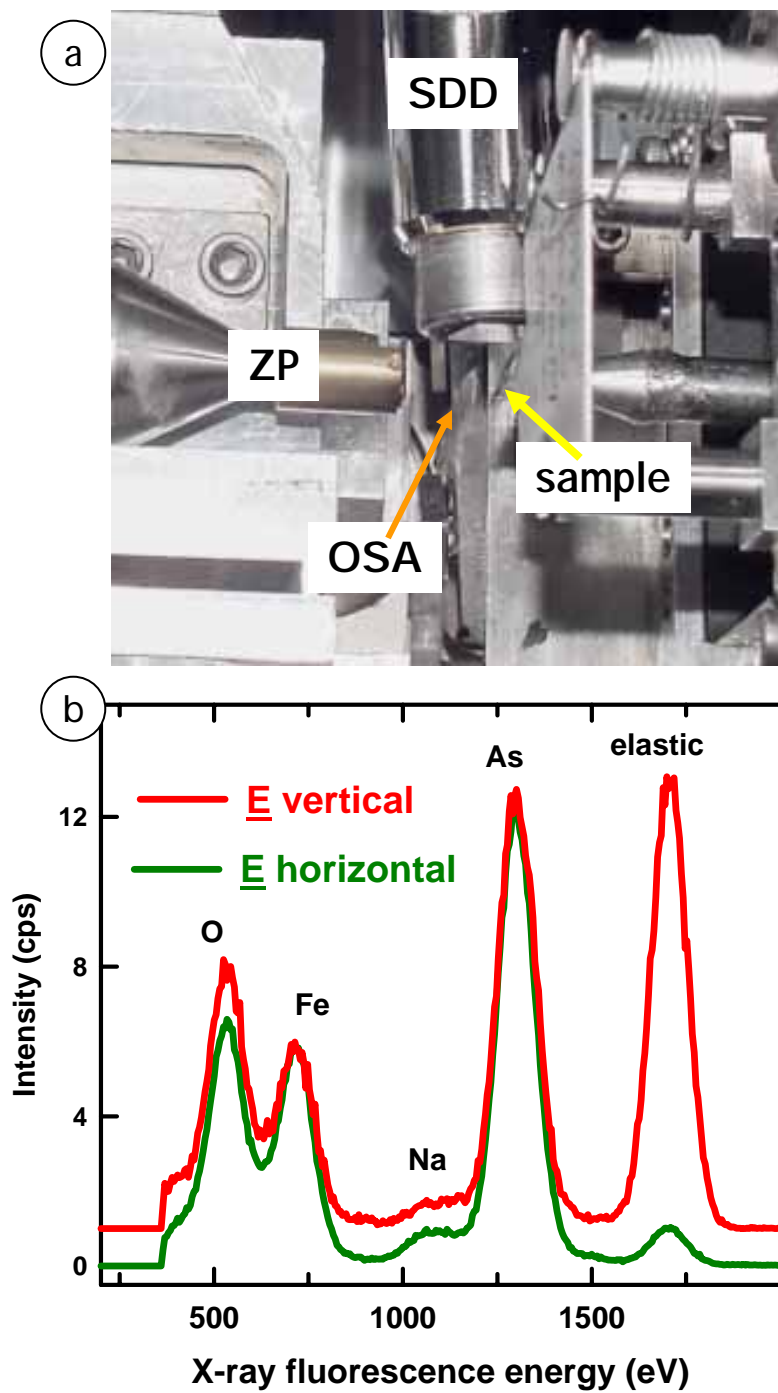 a
SDD
ZP
sample
OSA
b
As
elastic
E vertical
12
E horizontal
O
8
Fe
Intensity (cps)
4
Na
0
500
1000
1500
X-ray fluorescence energy (eV)